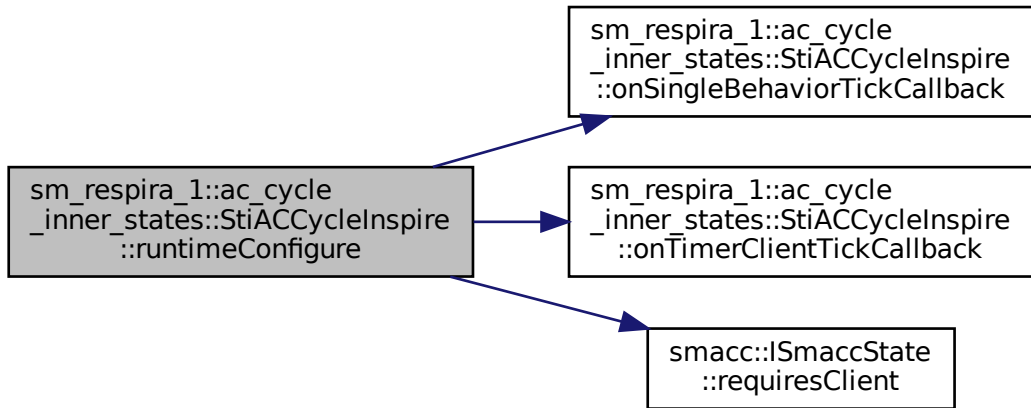 sm_respira_1::ac_cycle
_inner_states::StiACCycleInspire
::runtimeConfigure
sm_respira_1::ac_cycle
_inner_states::StiACCycleInspire
::onSingleBehaviorTickCallback
sm_respira_1::ac_cycle
_inner_states::StiACCycleInspire
::onTimerClientTickCallback
smacc::ISmaccState
::requiresClient